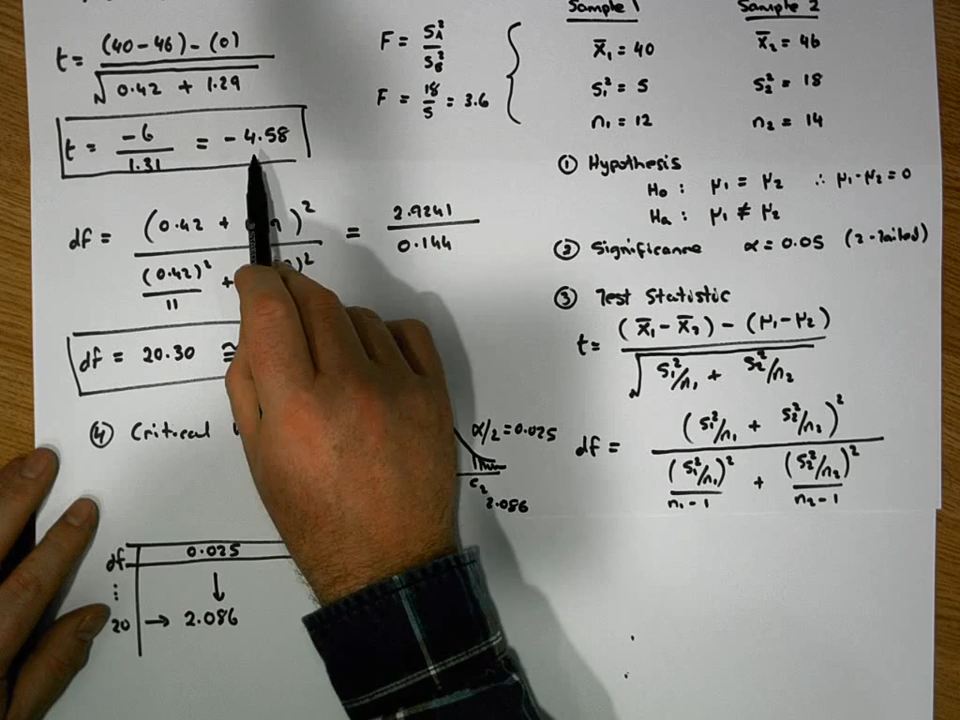 t = (40-46)-(0) / √(0.42 + 1.29)
t = -6 / 1.31 = -4.58
df = (0.42 + )² / ((0.42)² / 11 + )² = 2.9241 / 0.144
df = 20.30 ≅
④ Critical
α/2=0.025
c₂
2.086
df 0.025
⋮ ↓
20 → 2.086
F = S_A² / S_B²
F = 18/5 = 3.6
Sample 1 Sample 2
x̄₁ = 40 x̄₂ = 46
S₁² = 5 S₂² = 18
n₁ = 12 n₂ = 14
① Hypothesis
H₀ : μ₁ = μ₂ ∴ μ₁-μ₂ = 0
Hₐ : μ₁ ≠ μ₂
② Significance α = 0.05 (2-tailed)
③ Test Statistic
t = (x̄₁ - x̄₂) - (μ₁-μ₂) / √(S₁²/n₁ + S₂²/n₂)
df = (S₁²/n₁ + S₂²/n₂)² / ((S₁²/n₁)² / n₁-1 + (S₂²/n₂)² / n₂-1)